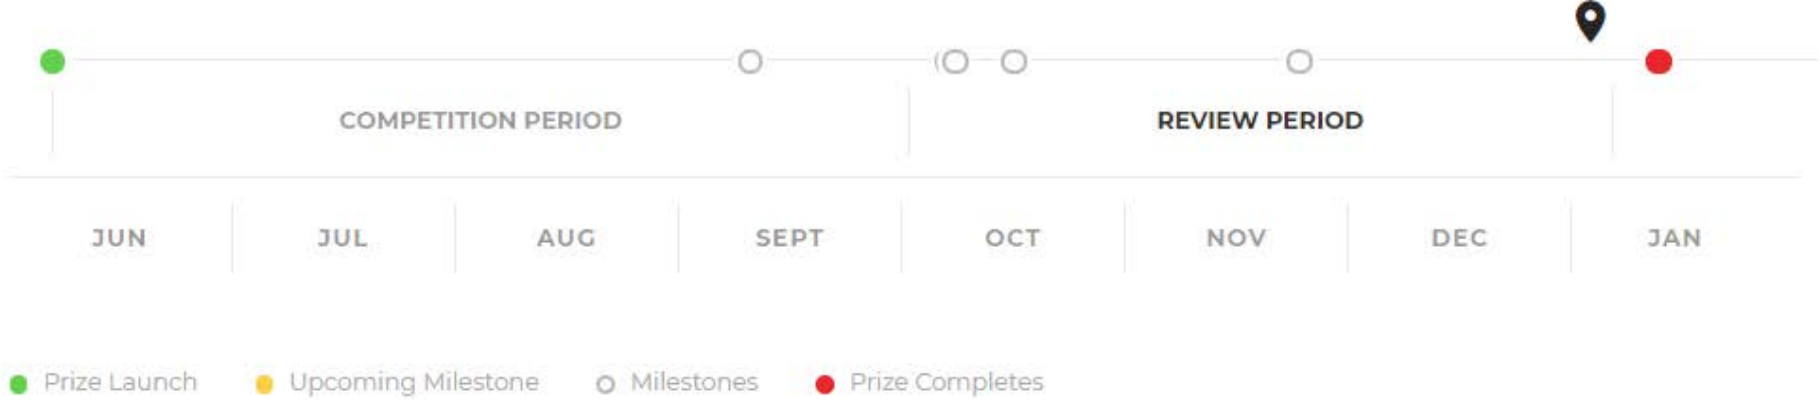 COMPETITION PERIOD REVIEW PERIOD
JUN JUL AUG SEPT OCT NOV DEC JAN
Prize Launch Upcoming Milestone Milestones Prize Completes